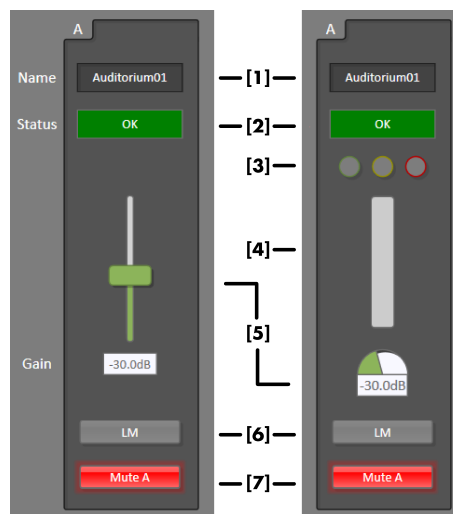 A A
Name Auditorium01 [1] Auditorium01
Status OK [2] OK
[3]
[4]
[5]
Gain -30.0dB -30.0dB
LM [6] LM
Mute A [7] Mute A